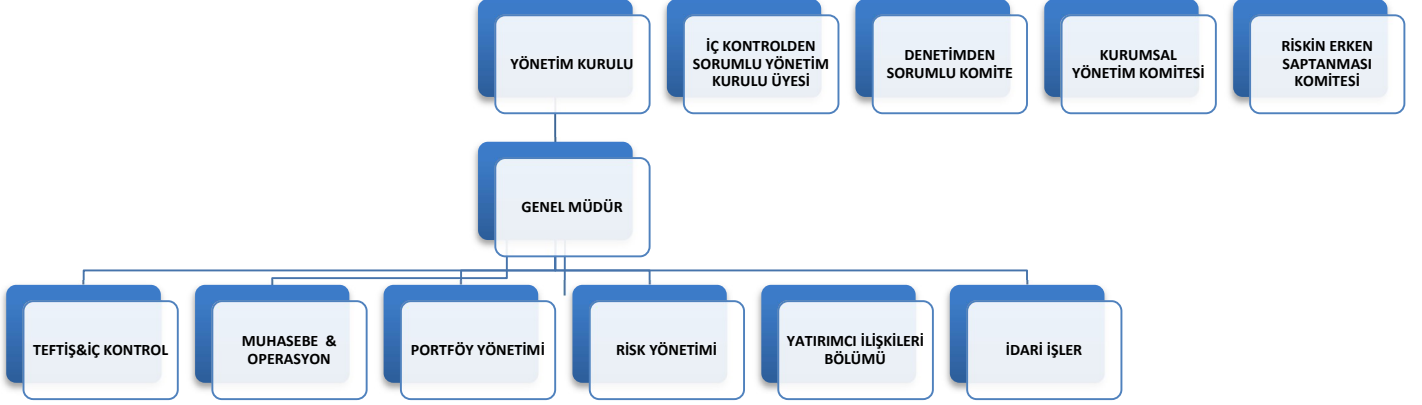 YÖNETİM KURULU
İÇ KONTROLDEN
SORUMLU YÖNETİM
KURULU ÜYESİ
DENETİMDEN
SORUMLU KOMİTE
KURUMSAL
YÖNETİM KOMİTESİ
RİSKİN ERKEN
SAPTANMASI
KOMİTESİ
GENEL MÜDÜR
TEFTİŞ&İÇ KONTROL
MUHASEBE &
OPERASYON
PORTFÖY YÖNETİMİ
RİSK YÖNETİMİ
YATIRIMCI İLİŞKİLERİ
BÖLÜMÜ
İDARİ İŞLER